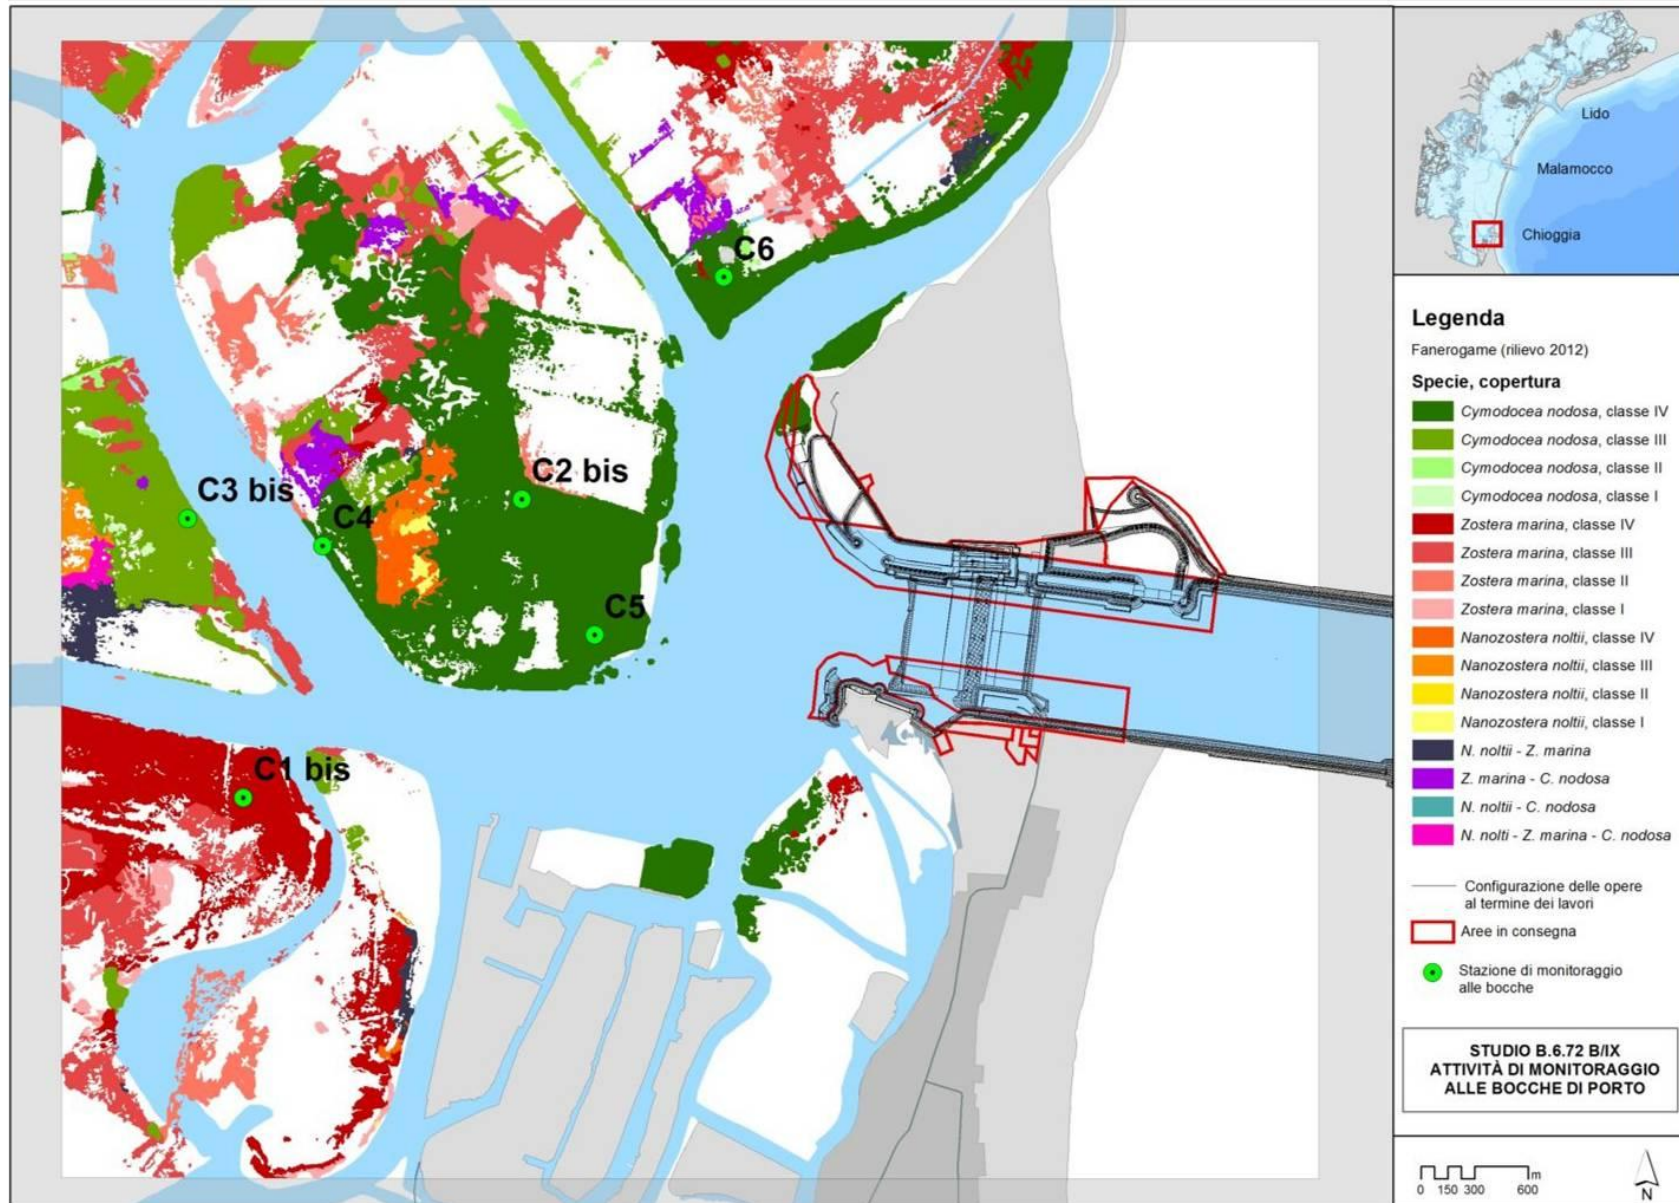 C6
C2 bis
C3 bis
C4
C5
C1 bis
Lido
Malamocco
Chioggia
Legenda
Fanerogame (rilievo 2012)
Specie, copertura
Cymodocea nodosa, classe IV
Cymodocea nodosa, classe III
Cymodocea nodosa, classe II
Cymodocea nodosa, classe I
Zostera marina, classe IV
Zostera marina, classe III
Zostera marina, classe II
Zostera marina, classe I
Nanozostera noltii, classe IV
Nanozostera noltii, classe III
Nanozostera noltii, classe II
Nanozostera noltii, classe I
N. noltii - Z. marina
Z. marina - C. nodosa
N. noltii - C. nodosa
N. nolti - Z. marina - C. nodosa
Configurazione delle opere
al termine dei lavori
Aree in consegna
Stazione di monitoraggio
alle bocche
STUDIO B.6.72 B/IX
ATTIVITÀ DI MONITORAGGIO
ALLE BOCCHE DI PORTO
m
0 150 300 600
N